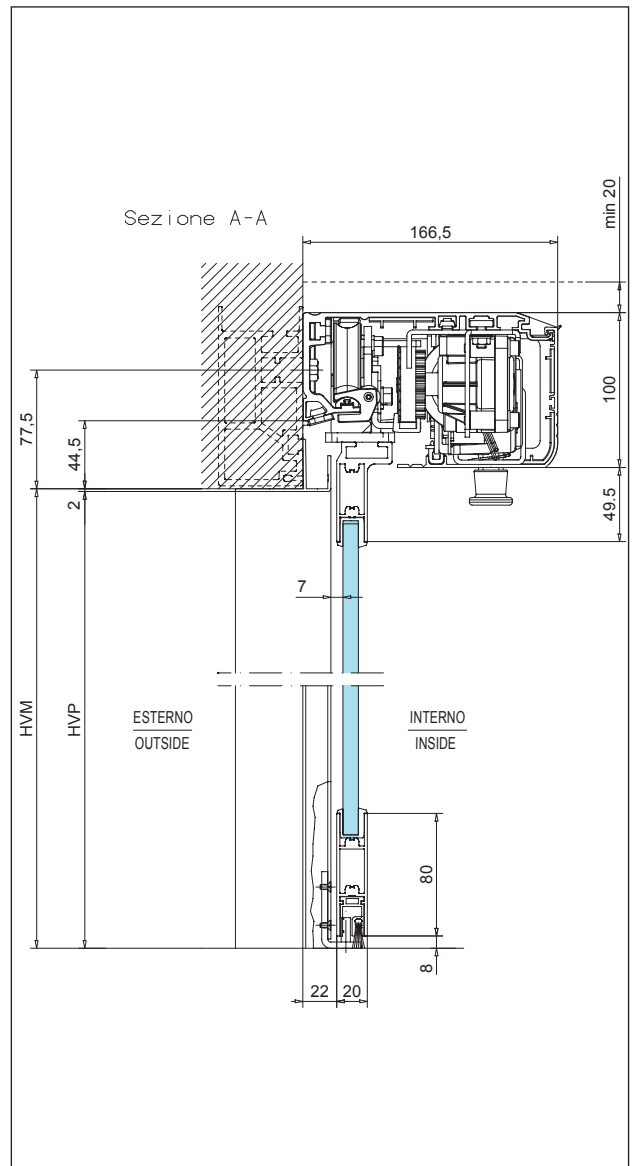 Sezione A-A
min 20
166,5
100
77,5
44,5
2
49.5
7
HVM
HVP
ESTERNO
OUTSIDE
INTERNO
INSIDE
80
8
22
20